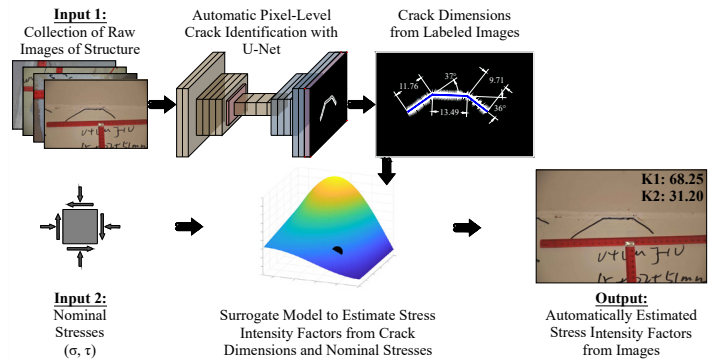 Input 1:
Collection of Raw
Images of Structure
Automatic Pixel-Level
Crack Identification with
U-Net
Crack Dimensions
from Labeled Images
11.76
37°
9.71
36°
13.49
K1: 68.25
K2: 31.20
Input 2:
Nominal
Stresses
(σ, τ)
Surrogate Model to Estimate Stress
Intensity Factors from Crack
Dimensions and Nominal Stresses
Output:
Automatically Estimated
Stress Intensity Factors
from Images